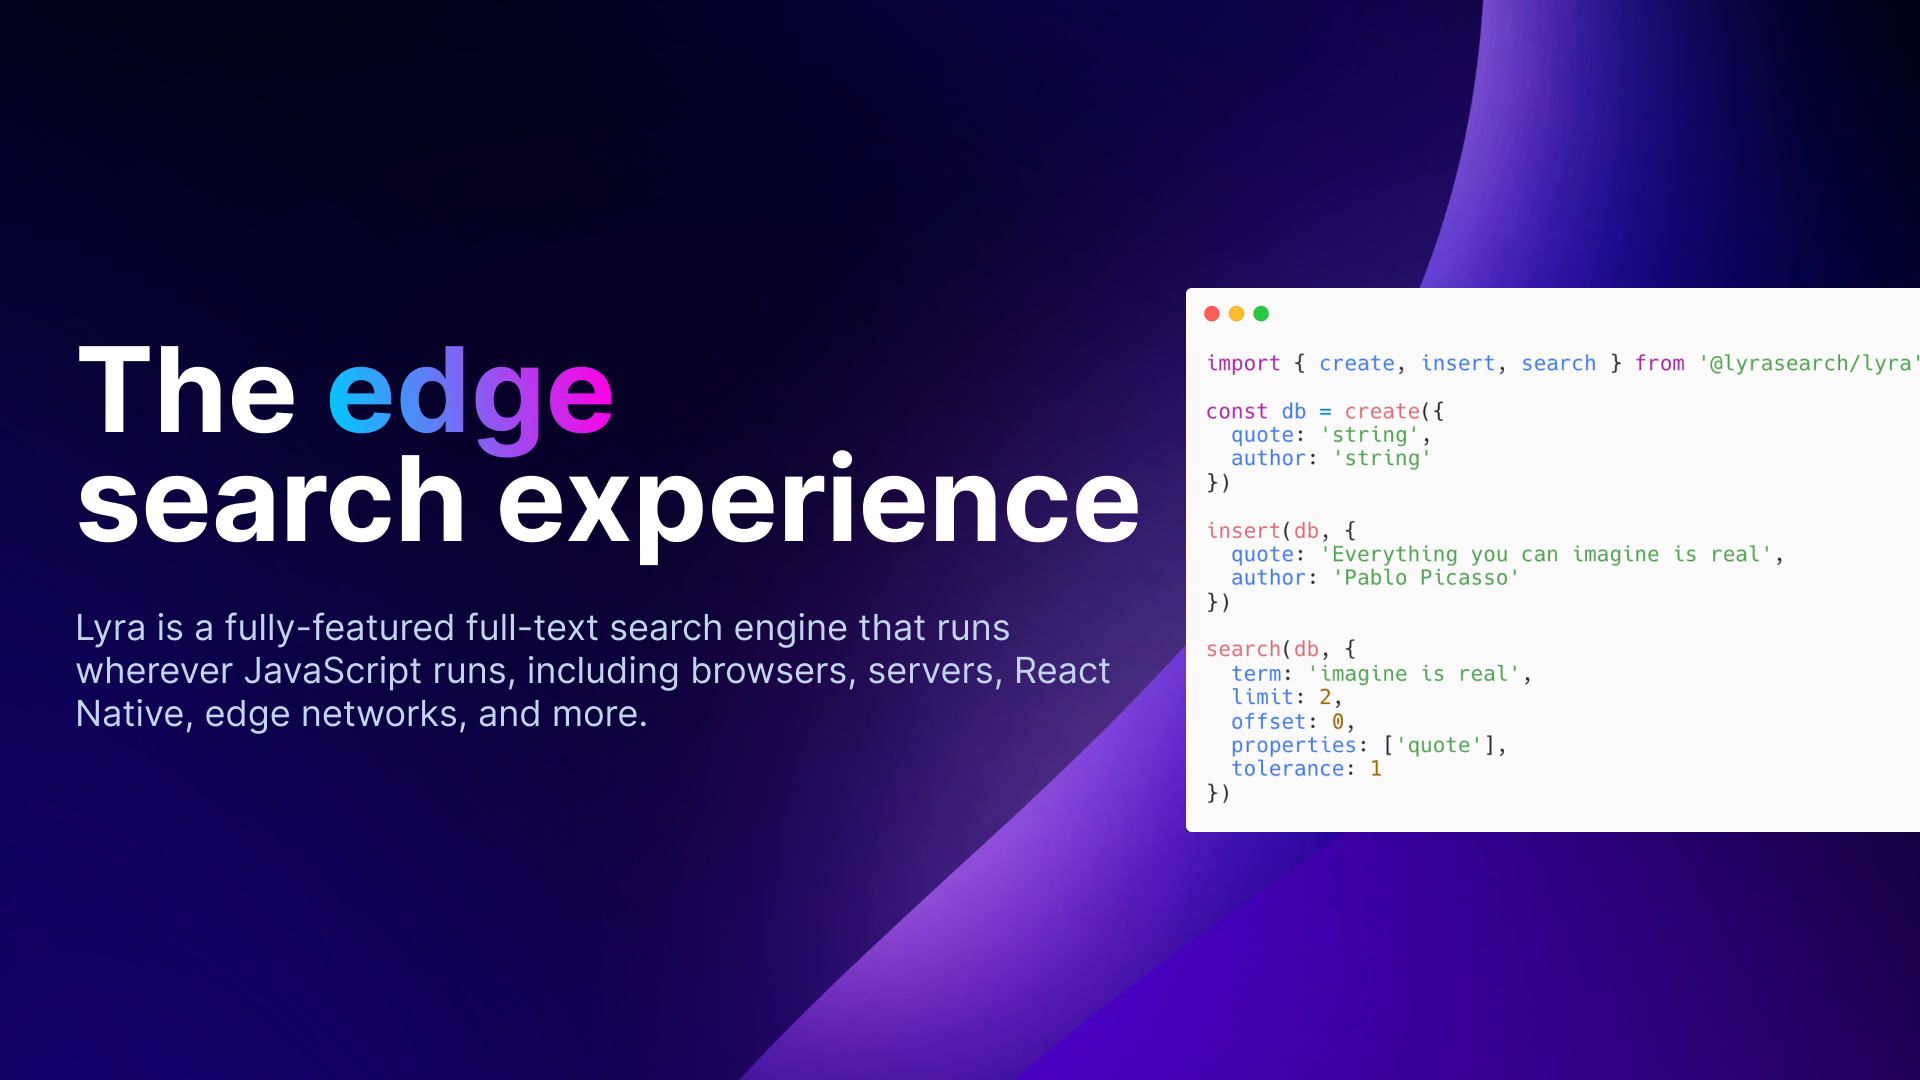 The edge
search experience
Lyra is a fully-featured full-text search engine that runs
wherever JavaScript runs, including browsers, servers, React
Native, edge networks, and more.
import { create, insert, search } from '@lyrasearch/lyra'
const db = create({
  quote: 'string',
  author: 'string'
})
insert(db, {
  quote: 'Everything you can imagine is real',
  author: 'Pablo Picasso'
})
search(db, {
  term: 'imagine is real',
  limit: 2,
  offset: 0,
  properties: ['quote'],
  tolerance: 1
})